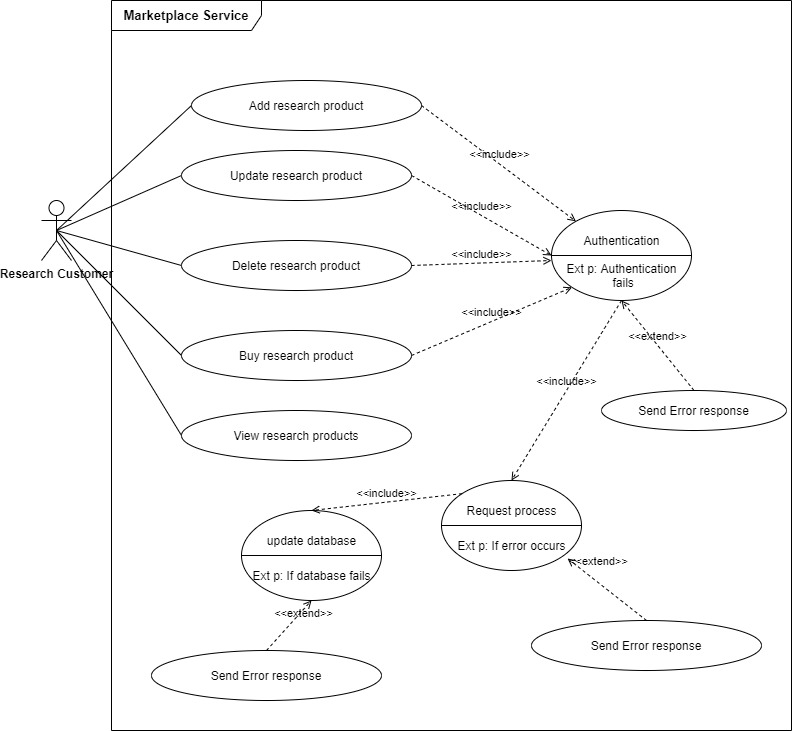 Marketplace Service
Add research product
<<include>>
Update research product
<<include>>
Authentication
Delete research product
<<include>>
Ext p: Authentication
fails
Research Customer
<<include>>
<<extend>>
Buy research product
<<include>>
Send Error response
View research products
<<include>>
Request process
update database
Ext p: If error occurs
<<extend>>
Ext p: If database fails
<<extend>>
Send Error response
Send Error response